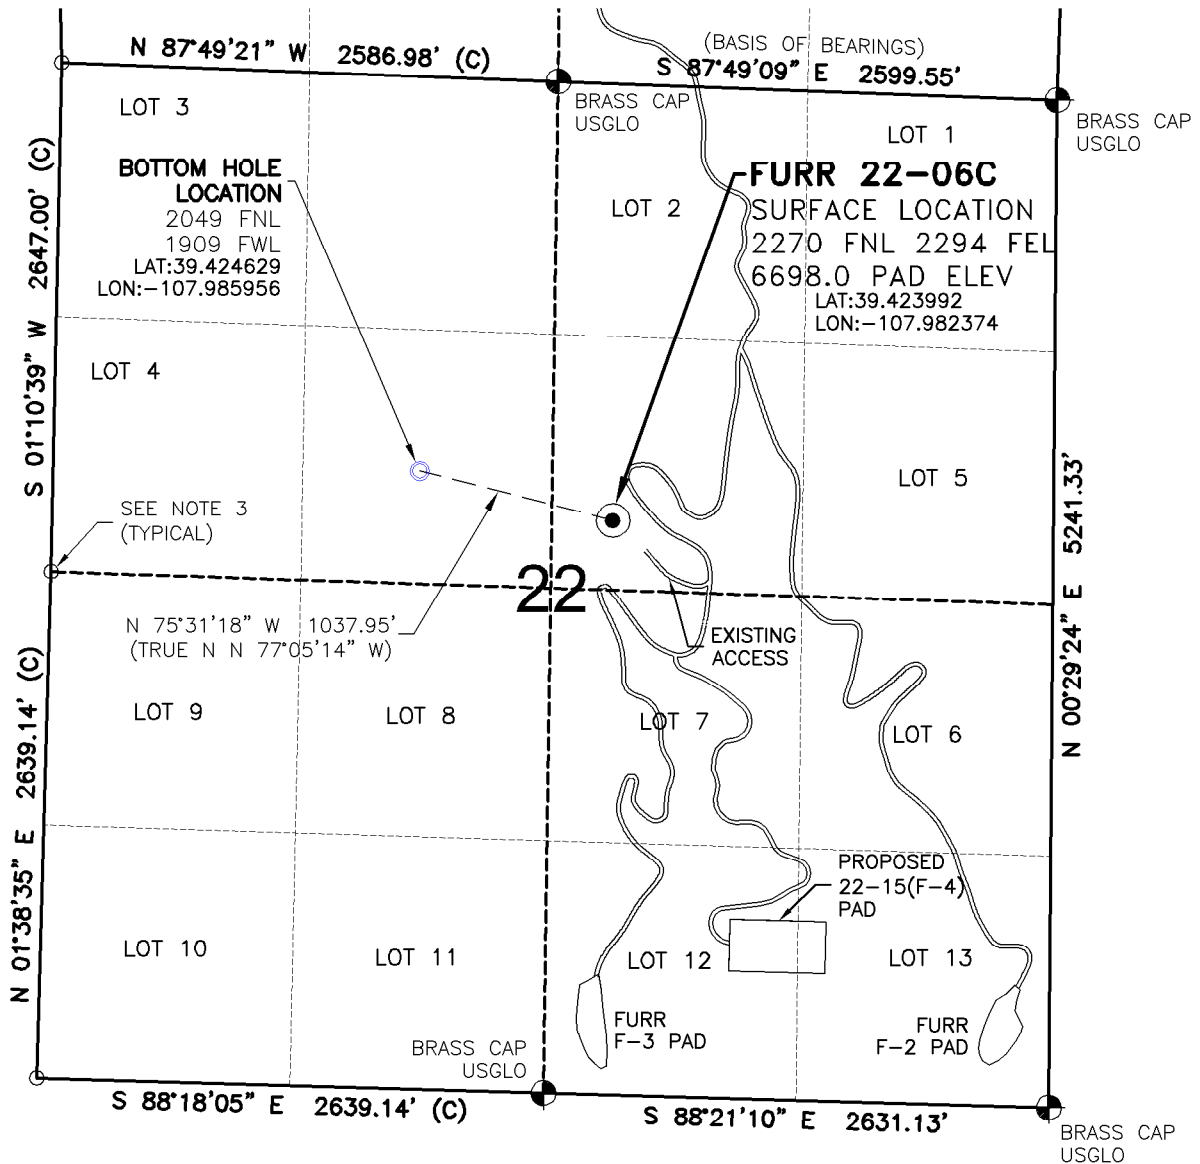 N 87°49'21" W 2586.98' (C)
(BASIS OF BEARINGS)
S 87°49'09" E 2599.55'
BRASS CAP
USGLO
BRASS CAP
USGLO
LOT 3
LOT 1
BOTTOM HOLE
LOCATION
2049 FNL
1909 FWL
LAT:39.424629
LON:-107.985956
LOT 2
FURR 22-06C
SURFACE LOCATION
2270 FNL 2294 FEL
6698.0 PAD ELEV
LAT:39.423992
LON:-107.982374
S 01°10'39" W 2647.00' (C)
LOT 4
LOT 5
SEE NOTE 3
(TYPICAL)
22
N 75°31'18" W 1037.95'
(TRUE N N 77°05'14" W)
EXISTING
ACCESS
N 00°29'24" E 5241.33'
LOT 9
LOT 8
LOT 7
LOT 6
N 01°38'35" E 2639.14' (C)
PROPOSED
22-15(F-4)
PAD
LOT 10
LOT 11
LOT 12
LOT 13
FURR
F-3 PAD
FURR
F-2 PAD
BRASS CAP
USGLO
S 88°18'05" E 2639.14' (C)
S 88°21'10" E 2631.13'
BRASS CAP
USGLO